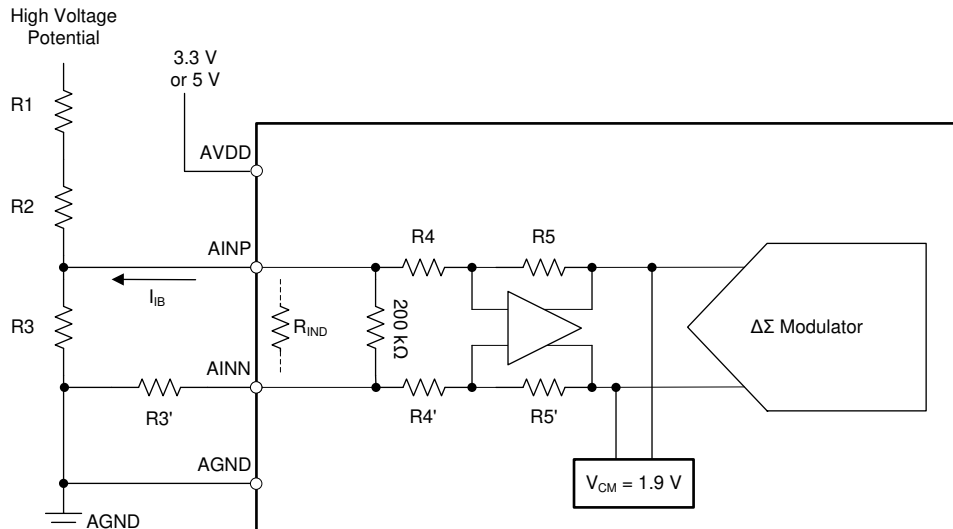 High Voltage
Potential
3.3 V
or 5 V
R1
AVDD
R2
AINP
R4
R5
I_IB
R3
R_IND
200 kΩ
ΔΣ Modulator
AINN
R3'
R4'
R5'
AGND
V_CM = 1.9 V
AGND